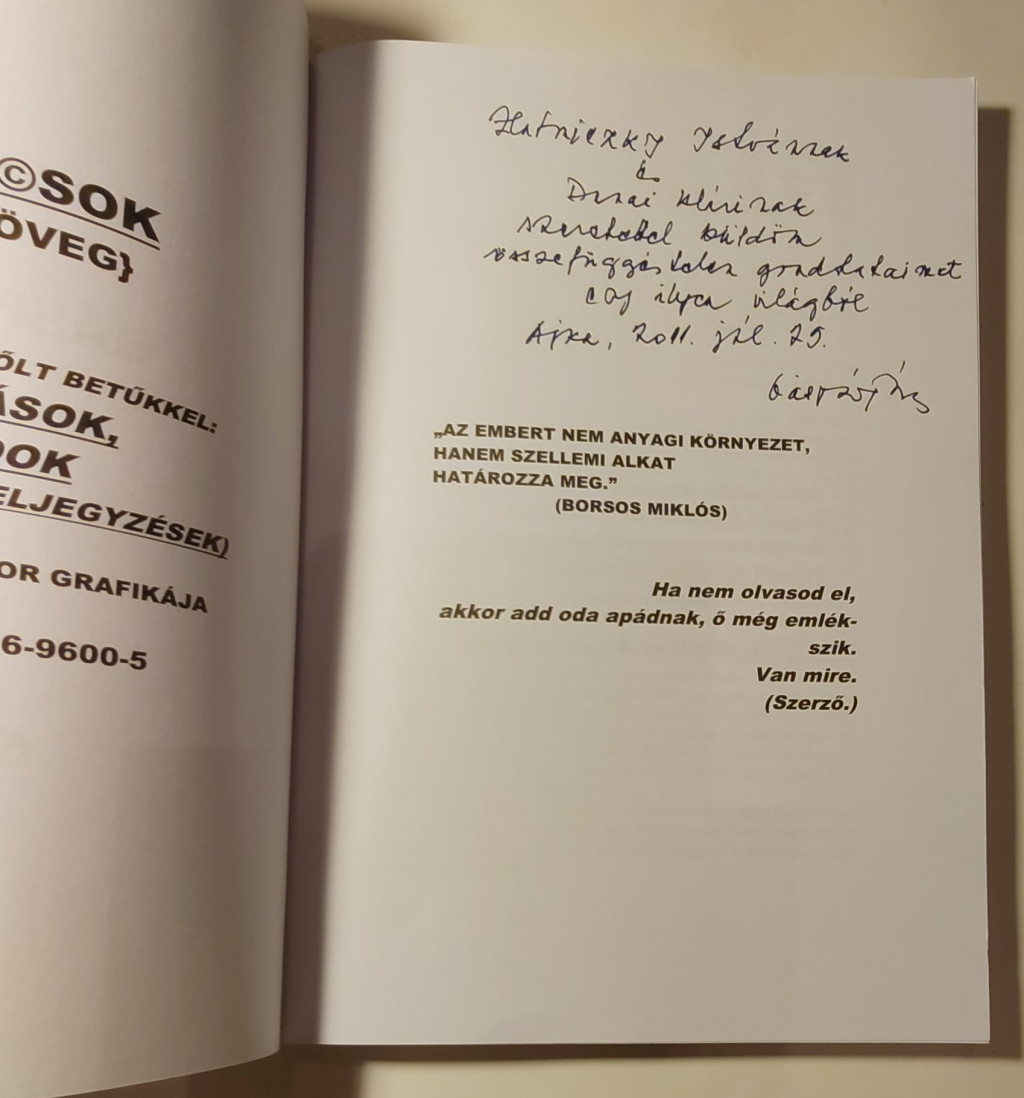 ©SOK
ÖVEG}
ŐLT BETŰKKEL:
ÁSOK,
DOK
ELJEGYZÉSEK)
OR GRAFIKÁJA
6-9600-5
Istvánnak
és
Klárinak
szeretettel küldöm
összefüggéstelen gondolataimat
egy ilyen világból
Ajka, 2011. júl. 25.
„AZ EMBERT NEM ANYAGI KÖRNYEZET,
HANEM SZELLEMI ALKAT
HATÁROZZA MEG.”
(BORSOS MIKLÓS)
Ha nem olvasod el,
akkor add oda apádnak, ő még emlék-
szik.
Van mire.
(Szerző.)